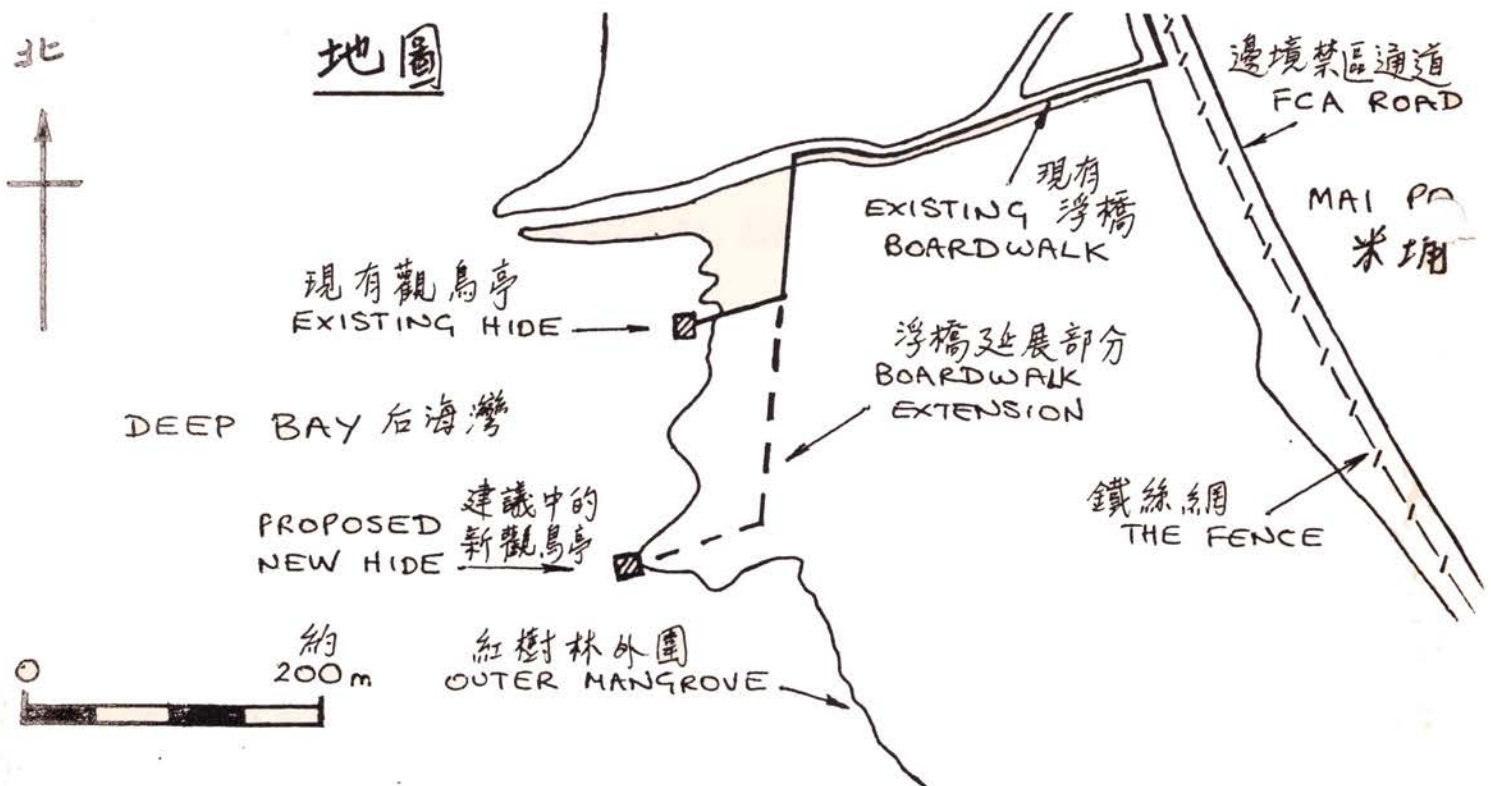 北
地圖
邊境禁區通道
FCA ROAD
MAI PO
米埔
現有
EXISTING 浮橋
BOARDWALK
現有觀鳥亭
EXISTING HIDE
浮橋延展部分
BOARDWALK
EXTENSION
DEEP BAY 后海灣
鐵絲網
THE FENCE
建議中的
PROPOSED 新觀鳥亭
NEW HIDE
紅樹林外圍
OUTER MANGROVE
約
0 200m